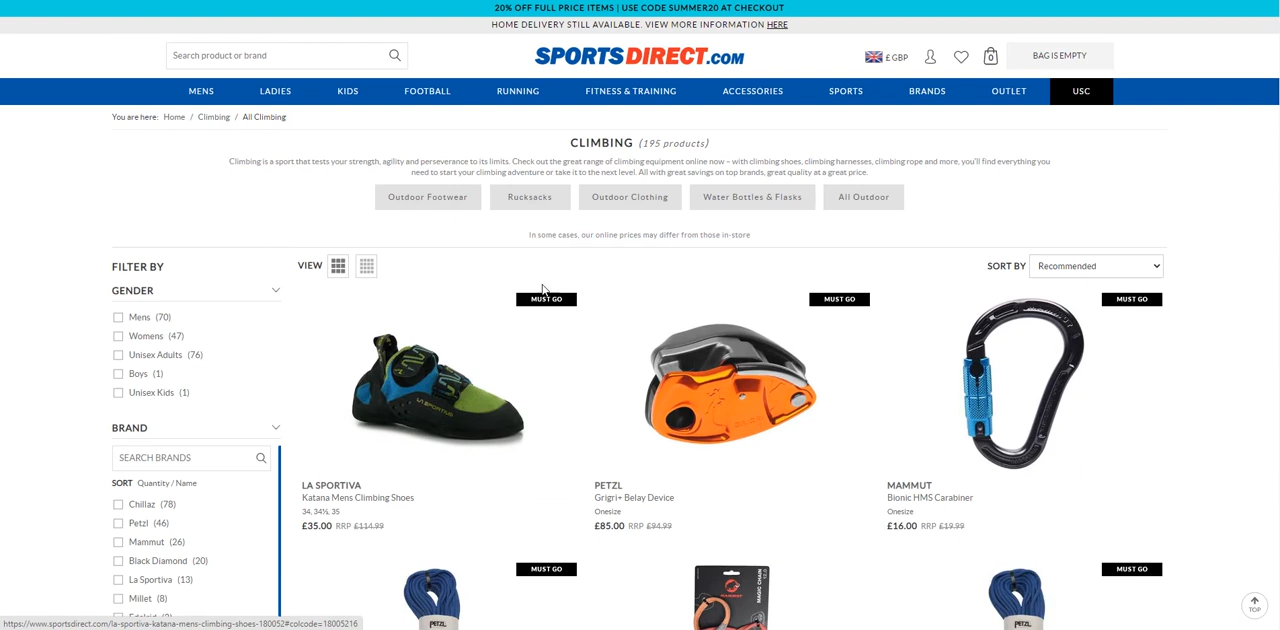 20% OFF FULL PRICE ITEMS | USE CODE SUMMER20 AT CHECKOUT
HOME DELIVERY STILL AVAILABLE. VIEW MORE INFORMATION HERE
Search product or brand
SPORTSDIRECT.COM
£ GBP
0
BAG IS EMPTY
MENS LADIES KIDS FOOTBALL RUNNING FITNESS & TRAINING ACCESSORIES SPORTS BRANDS OUTLET USC
You are here: Home / Climbing / All Climbing
CLIMBING (195 products)
Climbing is a sport that tests your strength, agility and perseverance to its limits. Check out the great range of climbing equipment online now – with climbing shoes, climbing harnesses, climbing rope and more, you'll find everything you
need to start your climbing adventure or take it to the next level. All with great savings on top brands, great quality at a great price.
Outdoor Footwear Rucksacks Outdoor Clothing Water Bottles & Flasks All Outdoor
In some cases, our online prices may differ from those in-store
FILTER BY
VIEW
SORT BY Recommended
GENDER
Mens (70)
Womens (47)
Unisex Adults (76)
Boys (1)
Unisex Kids (1)
BRAND
SEARCH BRANDS
SORT Quantity / Name
Chillaz (78)
Petzl (46)
Mammut (26)
Black Diamond (20)
La Sportiva (13)
Millet (8)
MUST GO
LA SPORTIVA
LA SPORTIVA
Katana Mens Climbing Shoes
34, 34½, 35
£35.00 RRP £114.99
MUST GO
PETZL
Grigri+ Belay Device
Onesize
£85.00 RRP £94.99
MUST GO
MAMMUT
Bionic HMS Carabiner
Onesize
£16.00 RRP £19.99
MUST GO
PETZL
MAMMUT
MAGIC CHAIN
MUST GO
PETZL
TOP
https://www.sportsdirect.com/la-sportiva-katana-mens-climbing-shoes-180052#colcode=18005216